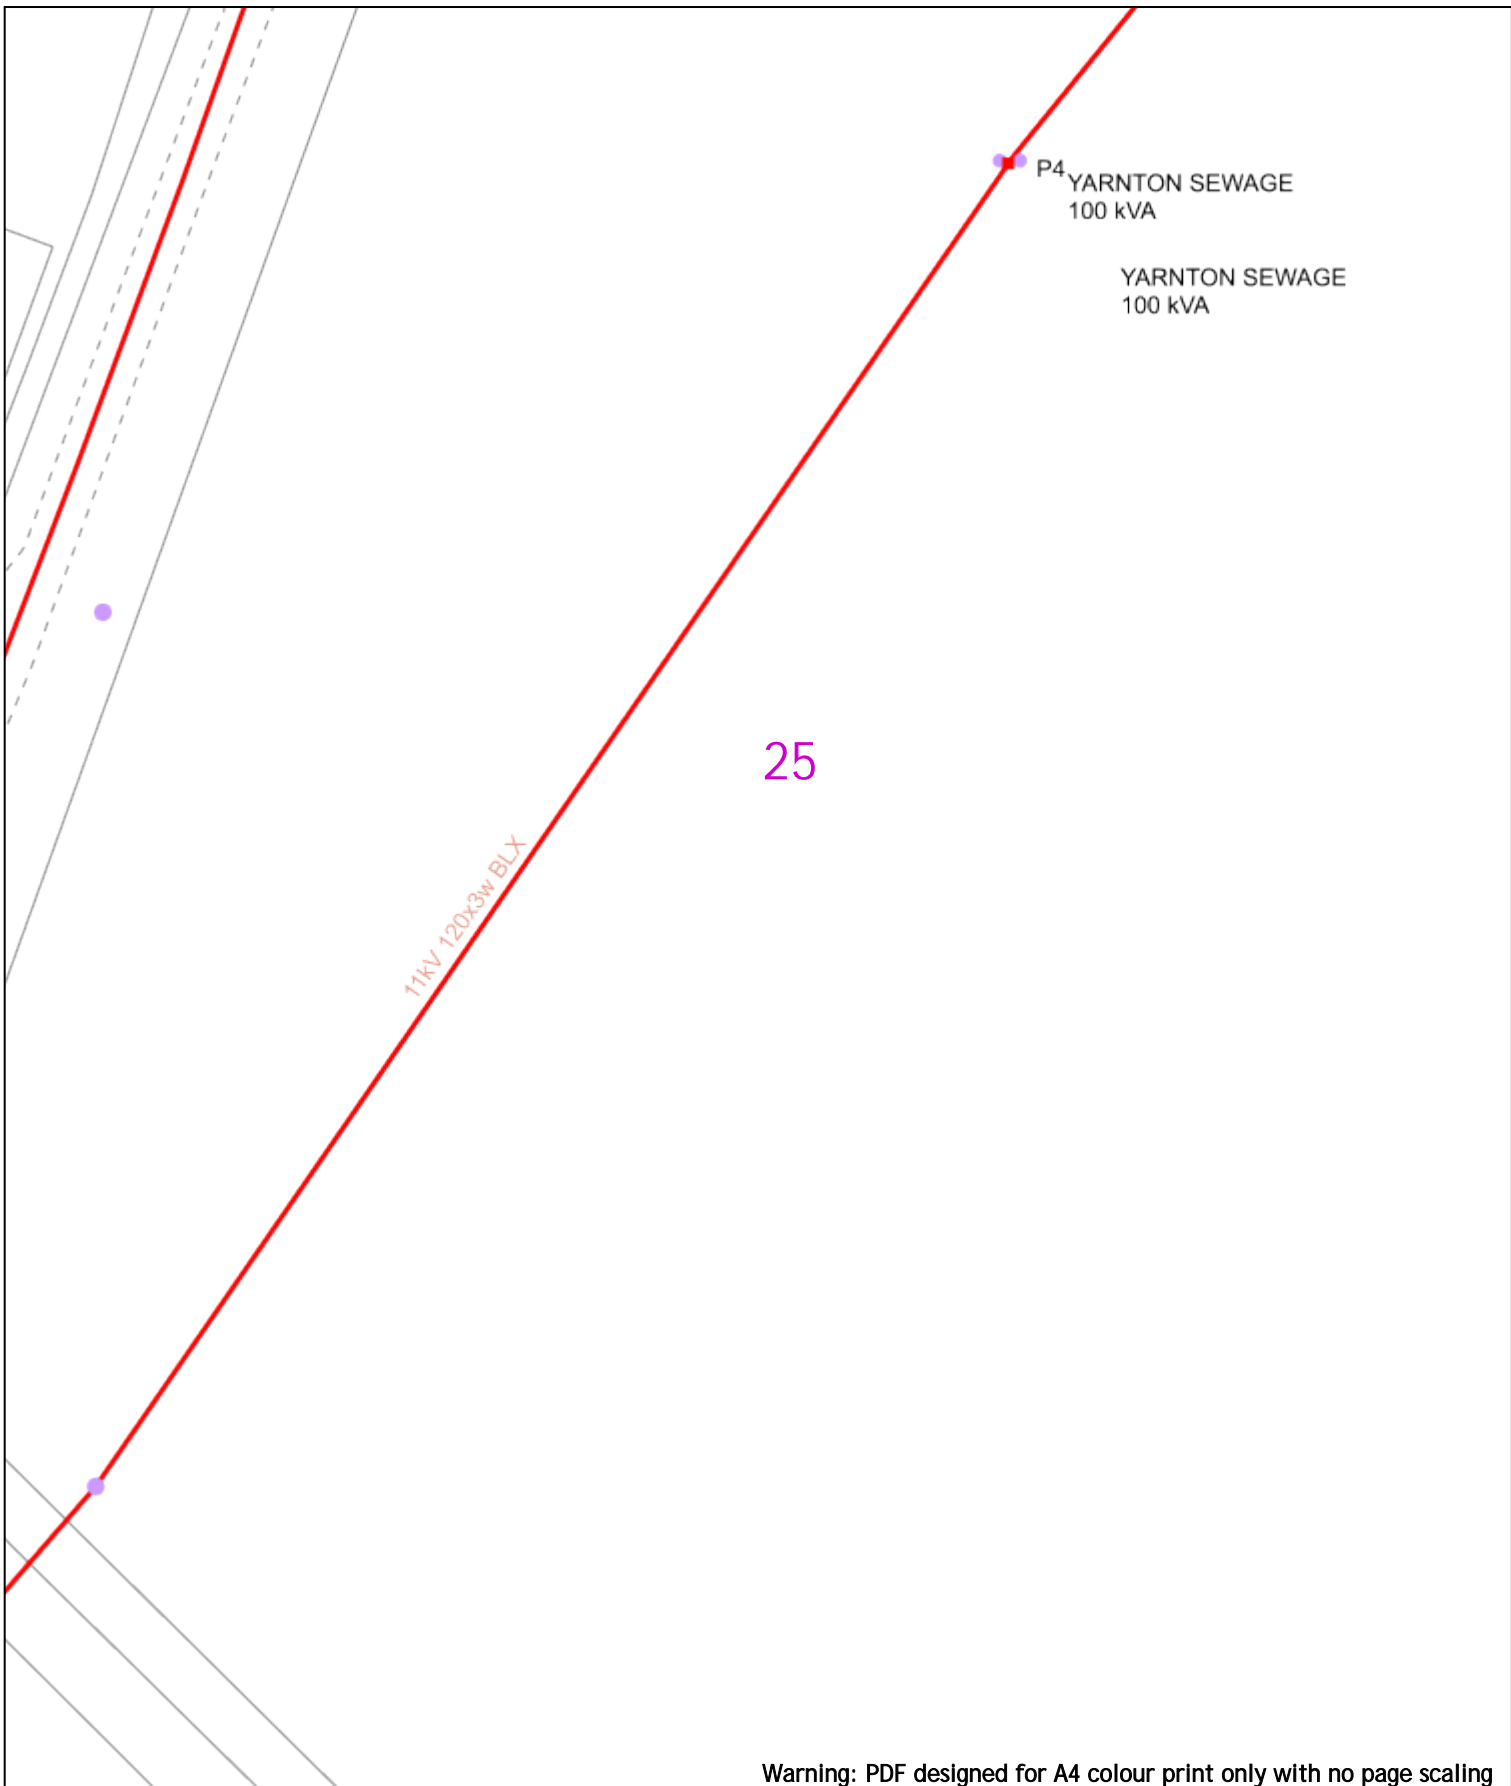 P4
YARNTON SEWAGE
100 kVA
YARNTON SEWAGE
100 kVA
25
11kV 120x3w BLX
Warning: PDF designed for A4 colour print only with no page scaling